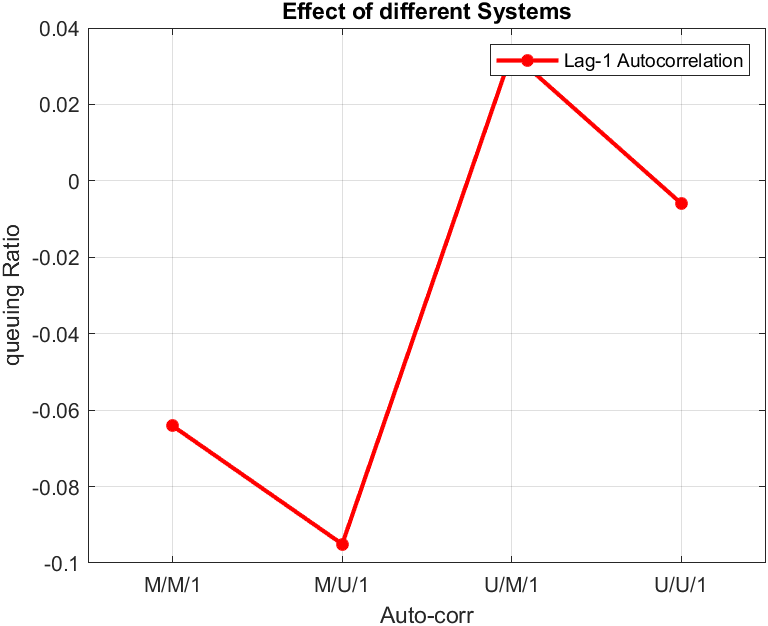 Effect of different Systems
Lag-1 Autocorrelation
0.04
0.02
0
-0.02
-0.04
-0.06
-0.08
-0.1
queuing Ratio
M/M/1 M/U/1 U/M/1 U/U/1
Auto-corr